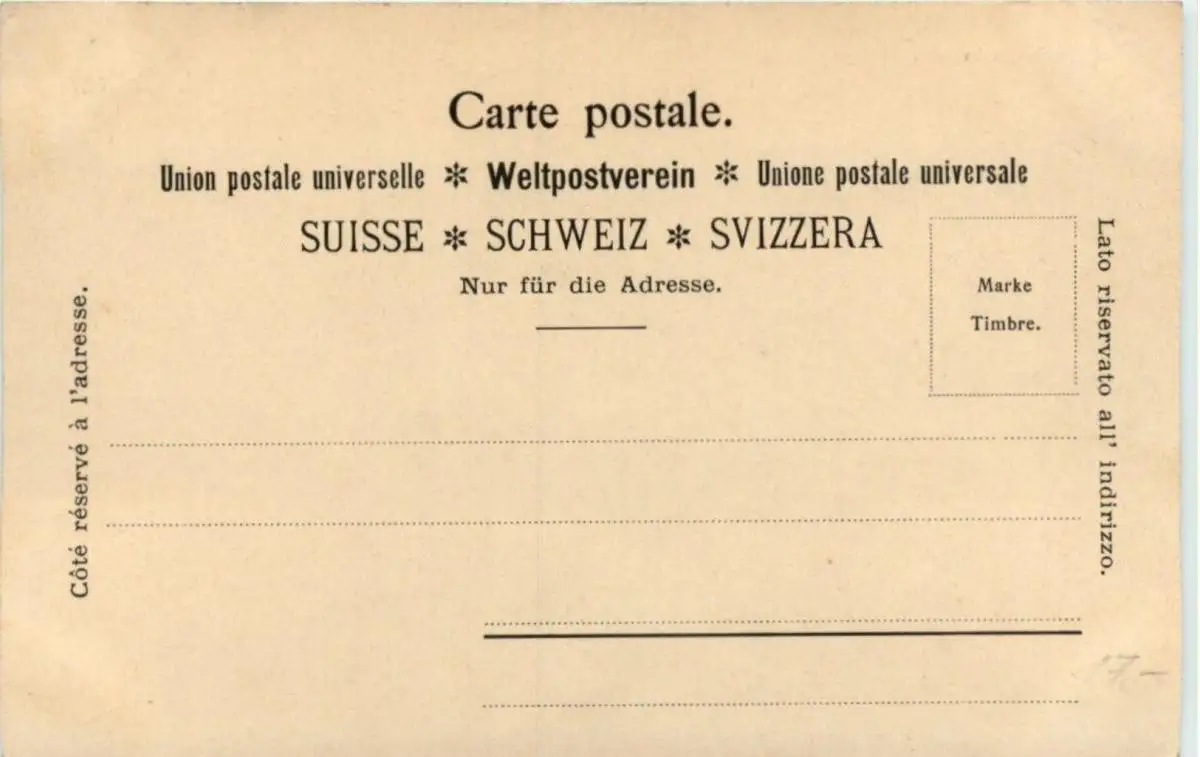 Carte postale.
Union postale universelle ✻ Weltpostverein ✻ Unione postale universale
SUISSE ✻ SCHWEIZ ✻ SVIZZERA
Nur für die Adresse.
Marke
Timbre.
Côté réservé à l'adresse.
Lato riservato all' indirizzo.
7.-